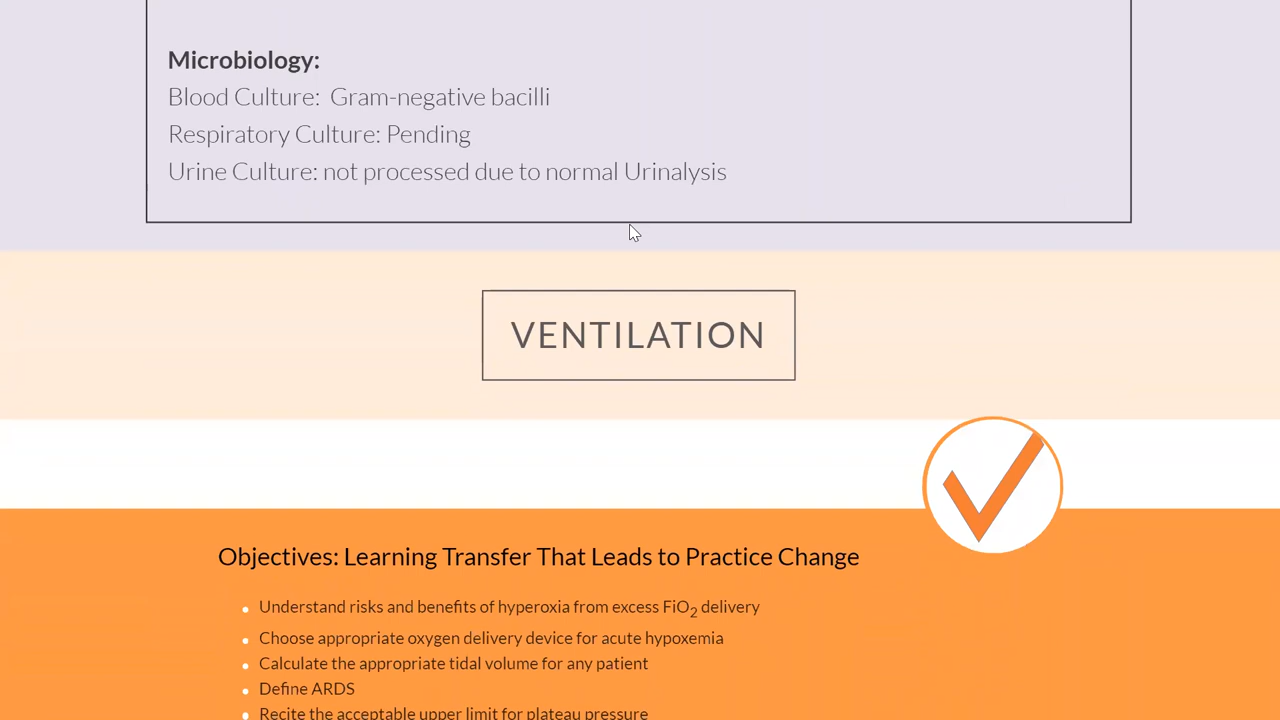 Microbiology:
Blood Culture: Gram-negative bacilli
Respiratory Culture: Pending
Urine Culture: not processed due to normal Urinalysis
VENTILATION
Objectives: Learning Transfer That Leads to Practice Change
Understand risks and benefits of hyperoxia from excess FiO₂ delivery
Choose appropriate oxygen delivery device for acute hypoxemia
Calculate the appropriate tidal volume for any patient
Define ARDS
Recite the acceptable upper limit for plateau pressure